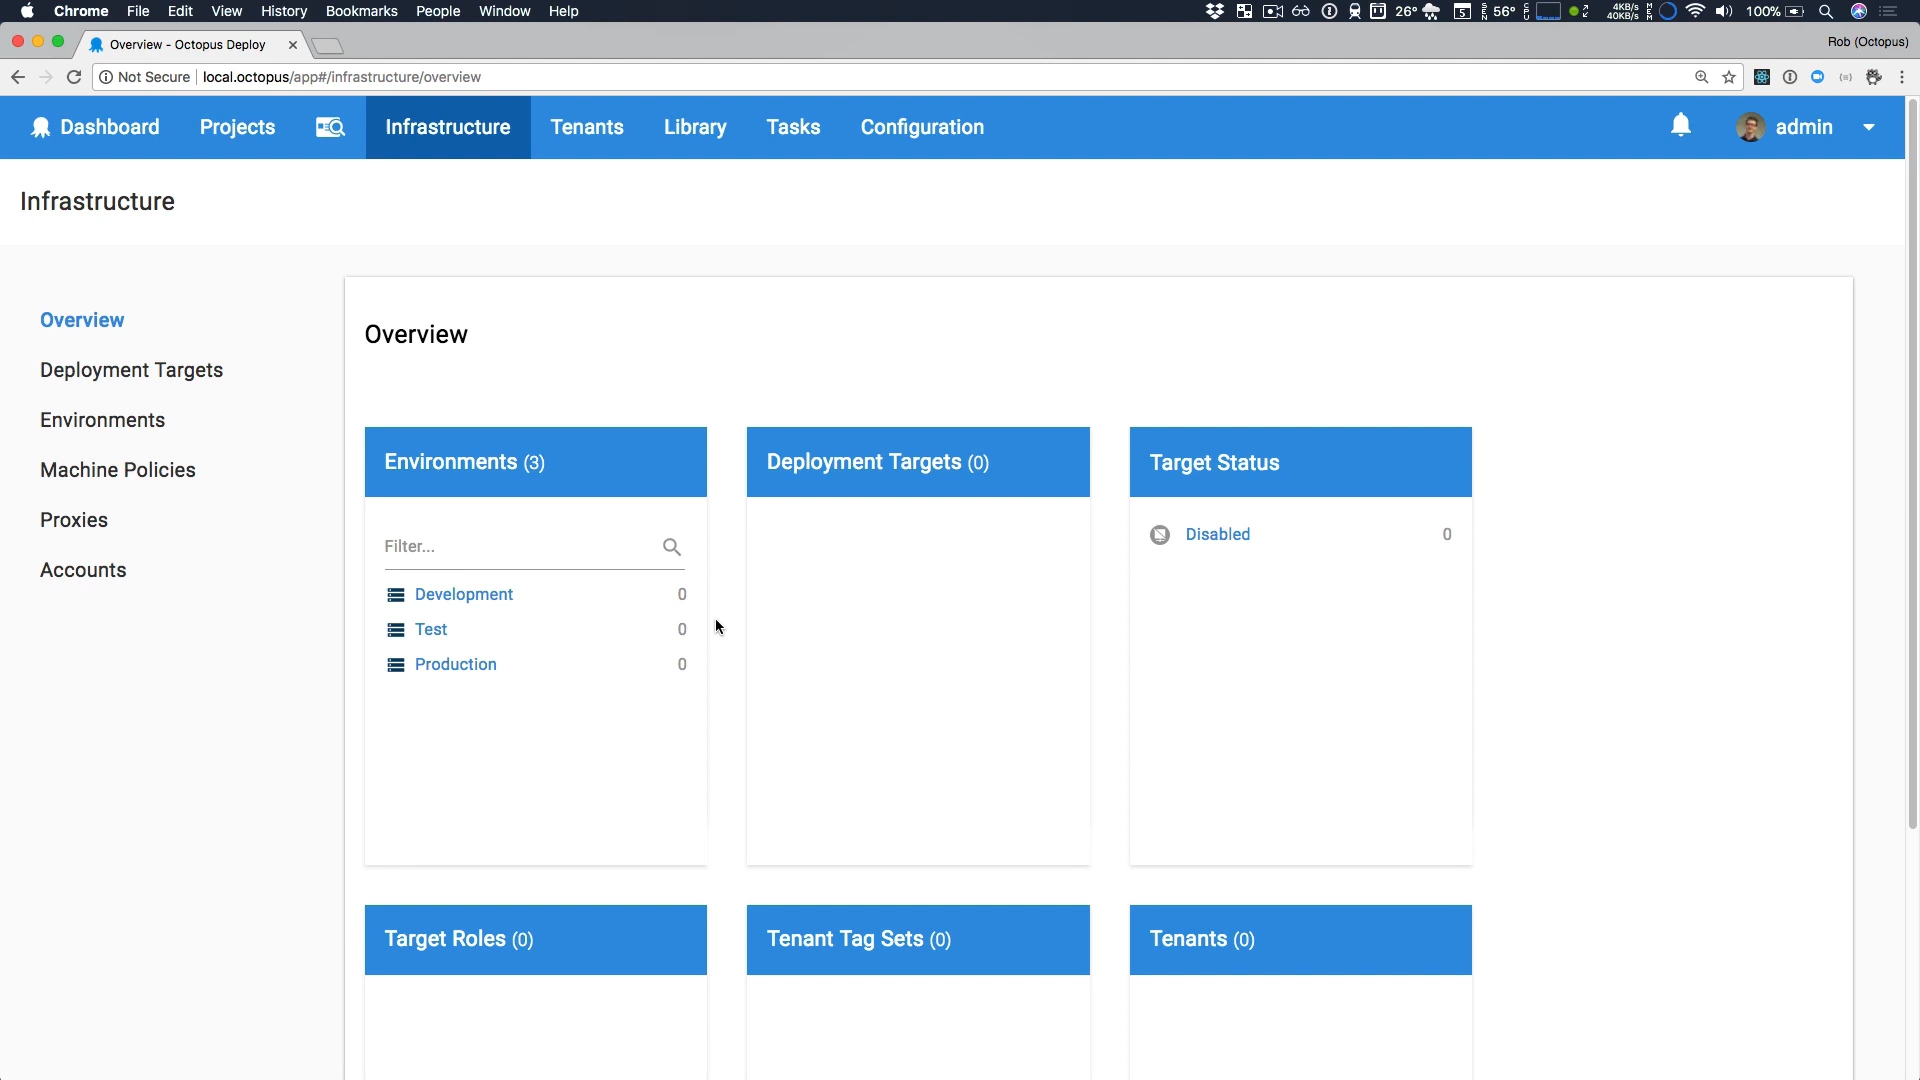 Chrome File Edit View History Bookmarks People Window Help 26° 5 56° 4KB/s 40KB/s 100%
Overview - Octopus Deploy
Rob (Octopus)
Not Secure local.octopus/app#/infrastructure/overview
Dashboard Projects Infrastructure Tenants Library Tasks Configuration admin
Infrastructure
Overview
Deployment Targets
Environments
Machine Policies
Proxies
Accounts
Overview
Environments (3)
Filter...
Development 0
Test 0
Production 0
Deployment Targets (0)
Target Status
Disabled 0
Target Roles (0)
Tenant Tag Sets (0)
Tenants (0)